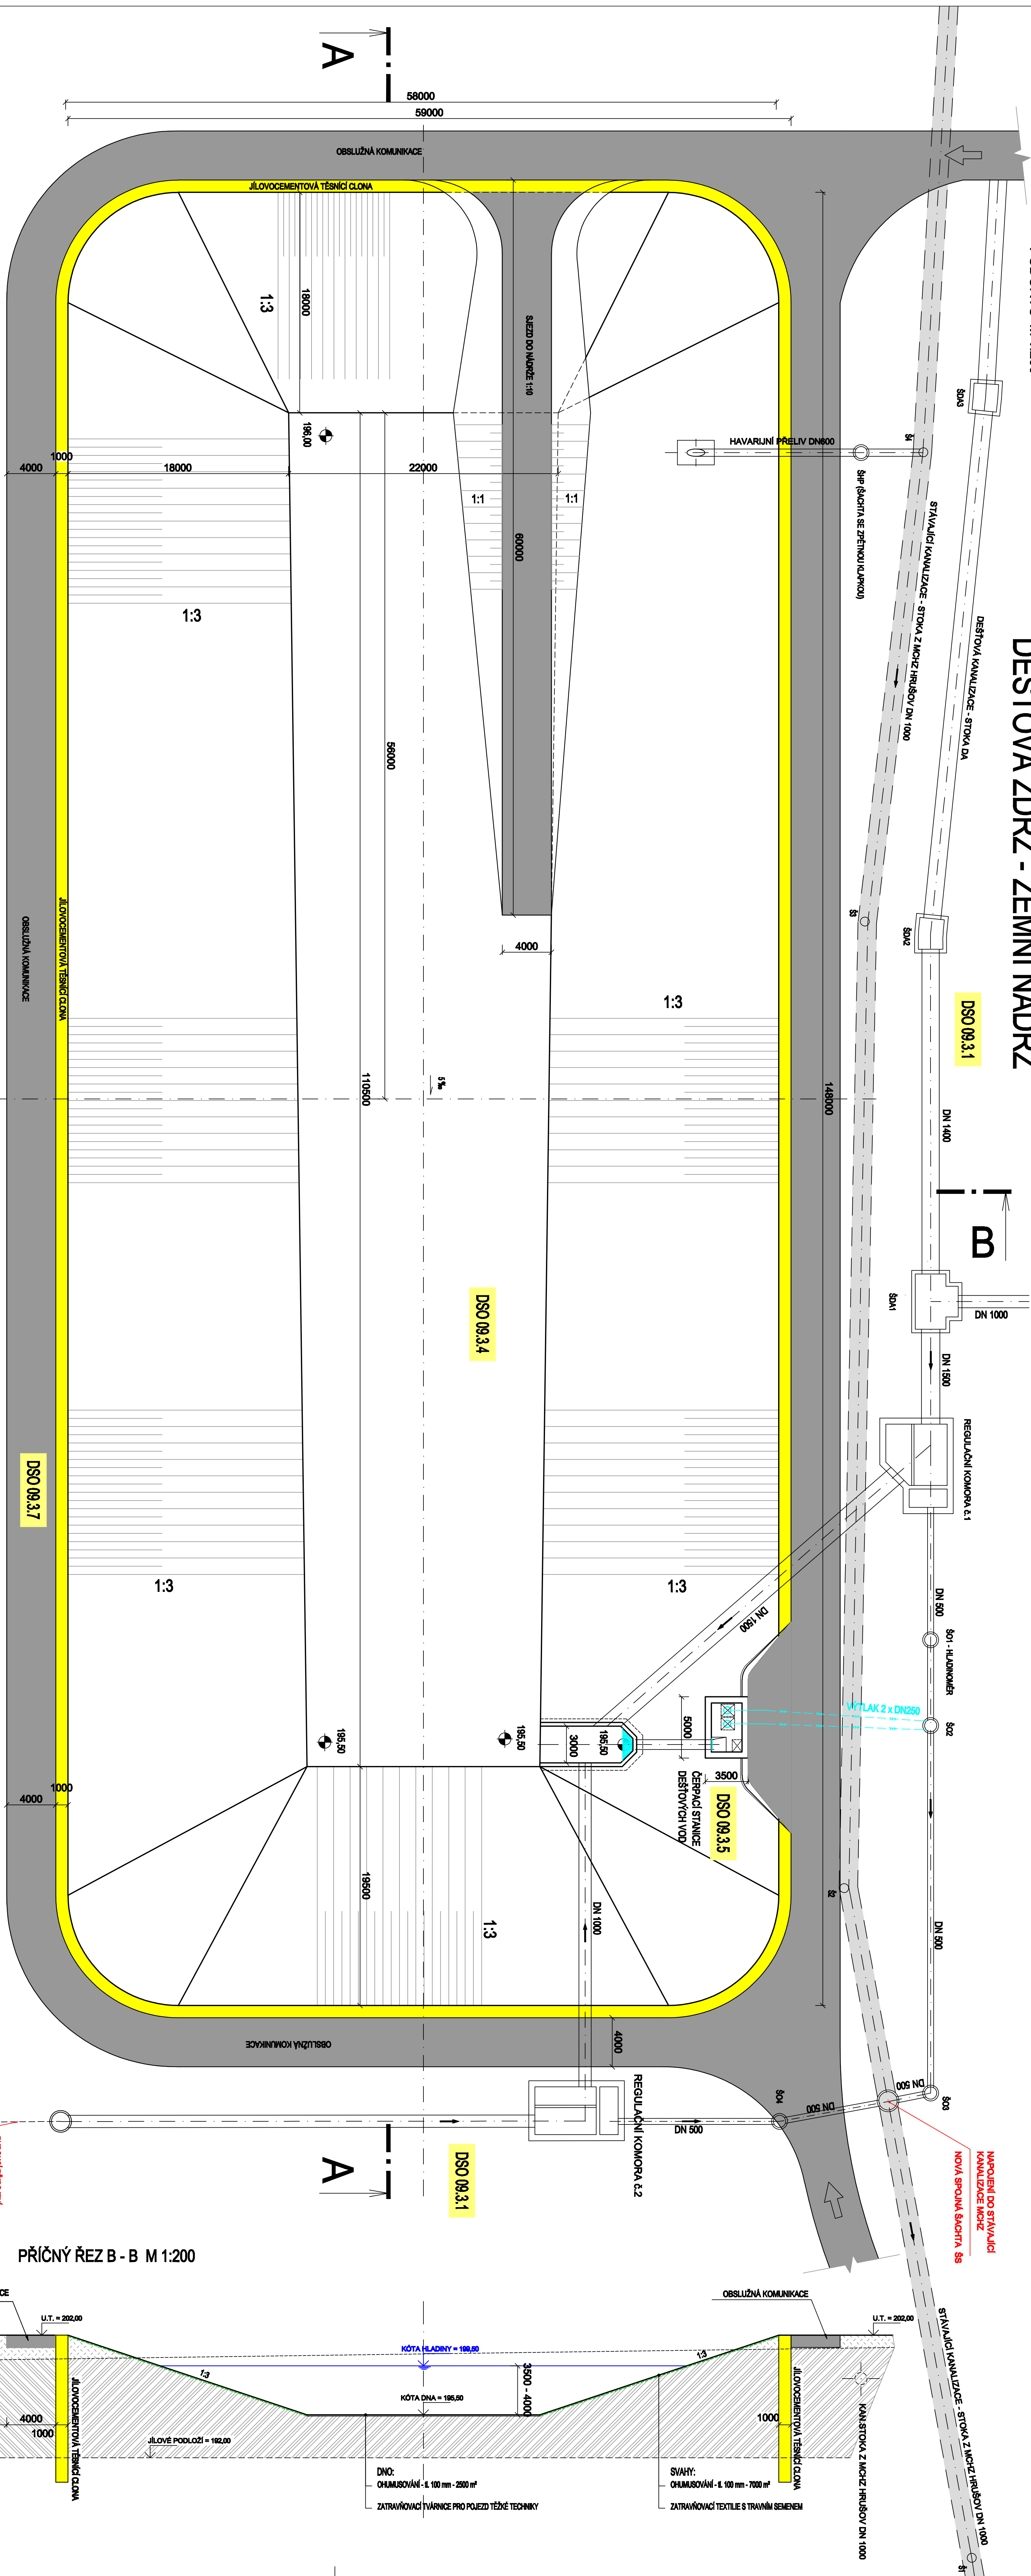 DEŠŤOVÁ ZDRŽ - ZEMNÍ NÁDRŽ
A
58000
59000
OBSLUŽNÁ KOMUNIKACE
JÍLOVOCEMENTOVÁ TĚSNÍCÍ CLONA
1:3
18000
SJEZD DO NÁDRŽE 1:10
196,00
ŠDA3
Š4
HAVARIJNÍ PŘELIV DN600
ŠHP (ŠACHTA SE ZPĚTNOU KLAPKOU)
4000
1000
18000
22000
1:1
1:1
60000
1:3
STÁVAJÍCÍ KANALIZACE - STOKA Z MCHZ HRUŠOV DN 1000
DEŠŤOVÁ KANALIZACE - STOKA DA
56000
OBSLUŽNÁ KOMUNIKACE
JÍLOVOCEMENTOVÁ TĚSNÍCÍ CLONA
4000
Š3
ŠDA2
1:3
DSO 09.3.1
5 ‰
110500
148000
DN 1400
B
DSO 09.3.4
ŠDA1
DN 1000
DN 1500
REGULAČNÍ KOMORA č.1
DSO 09.3.7
1:3
1:3
DN 1500
DN 500
ŠO1 - HLADINOMĚR
VÝTLAK 2 x DN250
ŠO2
195,50
195,50
3000
195,50
5000
3500
ČERPACÍ STANICE
DEŠŤOVÝCH VOD
DSO 09.3.5
4000
1000
19500
1:3
DN 1000
Š2
DN 500
OBSLUŽNÁ KOMUNIKACE
4000
REGULAČNÍ KOMORA č.2
DN 500
ŠO4
DN 500
DN 500
ŠO3
NAPOJENÍ DO STÁVAJÍCÍ
KANALIZACE MCHZ
NOVÁ SPOJNÁ ŠACHTA ŠS
A
DSO 09.3.1
PŘÍČNÝ ŘEZ B - B M 1:200
OBSLUŽNÁ KOMUNIKACE
U.T. = 202,00
U.T. = 202,00
KÓTA HLADINY = 199,50
1:3
1:3
3500 - 4000
KÓTA DNA = 195,50
4000
1000
1000
JÍLOVOCEMENTOVÁ TĚSNÍCÍ CLONA
JÍLOVOCEMENTOVÁ TĚSNÍCÍ CLONA
JÍLOVÉ PODLOŽÍ = 192,00
KAN.STOKA Z MCHZ HRUŠOV DN 1000
STÁVAJÍCÍ KANALIZACE - STOKA Z MCHZ HRUŠOV DN 1000
Š1
DNO:
OHUMUSOVÁNÍ - tl. 100 mm - 2500 m²
ZATRAVŇOVACÍ TVÁRNICE PRO POJEZD TĚŽKÉ TECHNIKY
SVAHY:
OHUMUSOVÁNÍ - tl. 100 mm - 7000 m²
ZATRAVŇOVACÍ TEXTILIE S TRAVNÍM SEMENEM